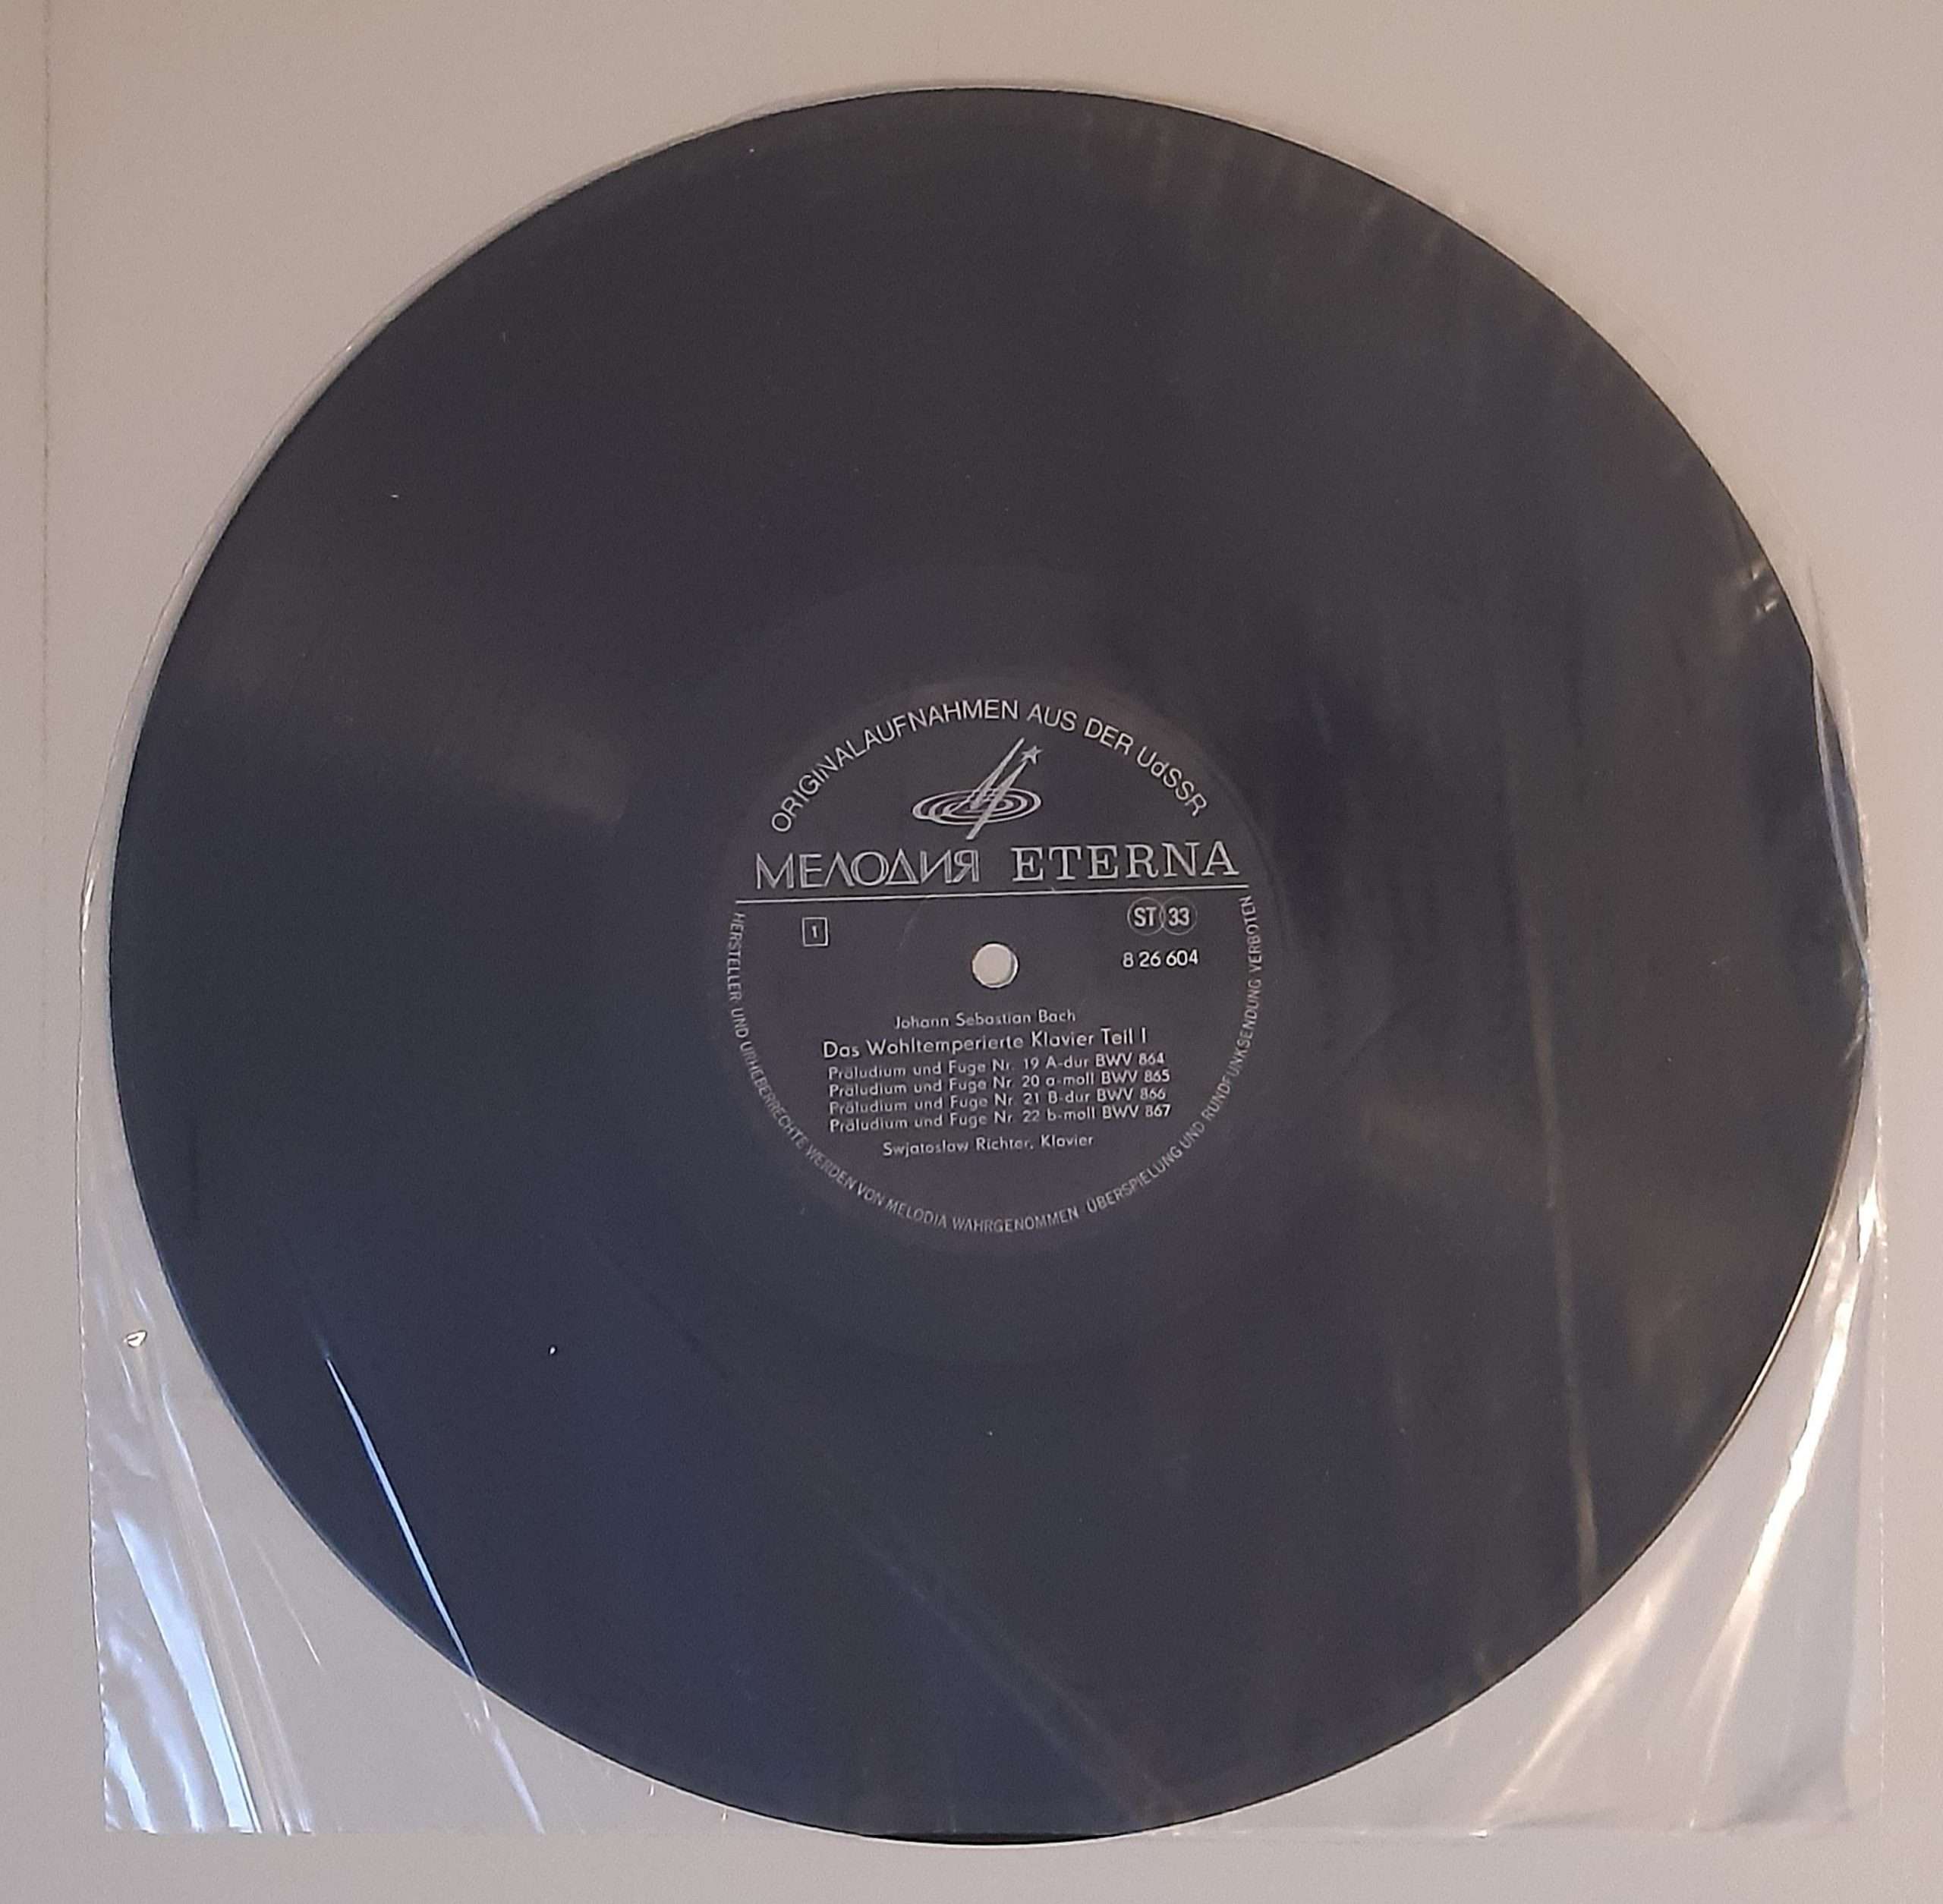 ORIGINALAUFNAHMEN AUS DER UdSSR
МЕЛОДИЯ ETERNA
1
ST 33
8 26 604
Johann Sebastian Bach
Das Wohltemperierte Klavier Teil I
Präludium und Fuge Nr. 19 A-dur BWV 864
Präludium und Fuge Nr. 20 a-moll BWV 865
Präludium und Fuge Nr. 21 B-dur BWV 866
Präludium und Fuge Nr. 22 b-moll BWV 867
Swjatoslaw Richter, Klavier
HERSTELLER UND URHEBERRECHTE WERDEN VON MELODIA WAHRGENOMMEN · ÜBERSPIELUNG UND RUNDFUNKSENDUNG VERBOTEN